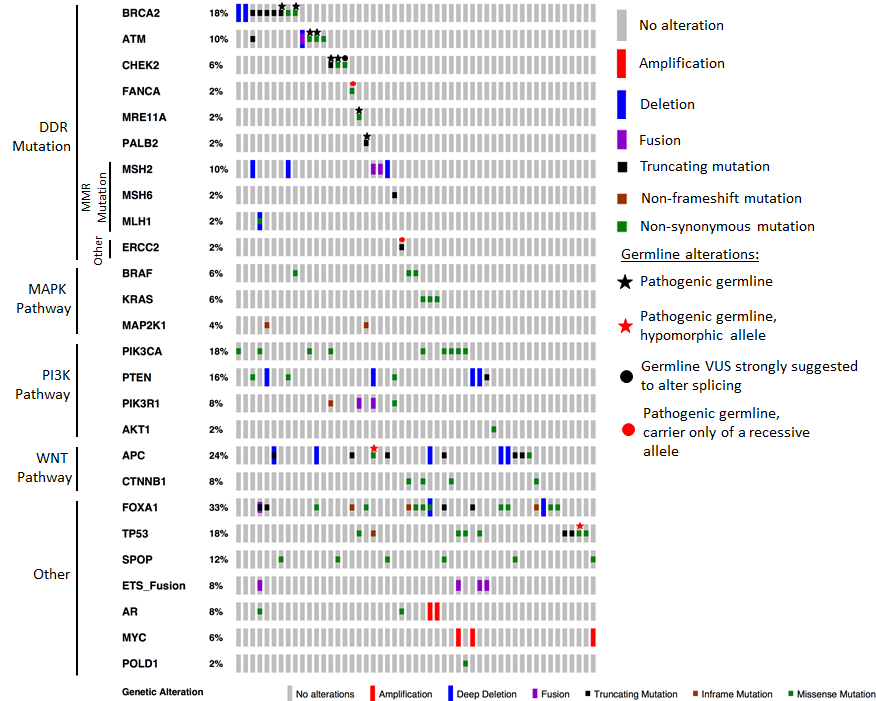 BRCA2 18%
ATM 10%
CHEK2 6%
FANCA 2%
MRE11A 2%
PALB2 2%
DDR
Mutation
MSH2 10%
MSH6 2%
MLH1 2%
MMR
Mutation
ERCC2 2%
Other
BRAF 6%
KRAS 6%
MAP2K1 4%
MAPK
Pathway
PIK3CA 18%
PTEN 16%
PIK3R1 8%
AKT1 2%
PI3K
Pathway
APC 24%
CTNNB1 8%
WNT
Pathway
FOXA1 33%
TP53 18%
SPOP 12%
ETS_Fusion 8%
AR 8%
MYC 6%
POLD1 2%
Other
No alteration
Amplification
Deletion
Fusion
Truncating mutation
Non-frameshift mutation
Non-synonymous mutation
Germline alterations:
Pathogenic germline
Pathogenic germline,
hypomorphic allele
Germline VUS strongly suggested
to alter splicing
Pathogenic germline,
carrier only of a recessive
allele
Genetic Alteration No alterations Amplification Deep Deletion Fusion Truncating Mutation Inframe Mutation Missense Mutation